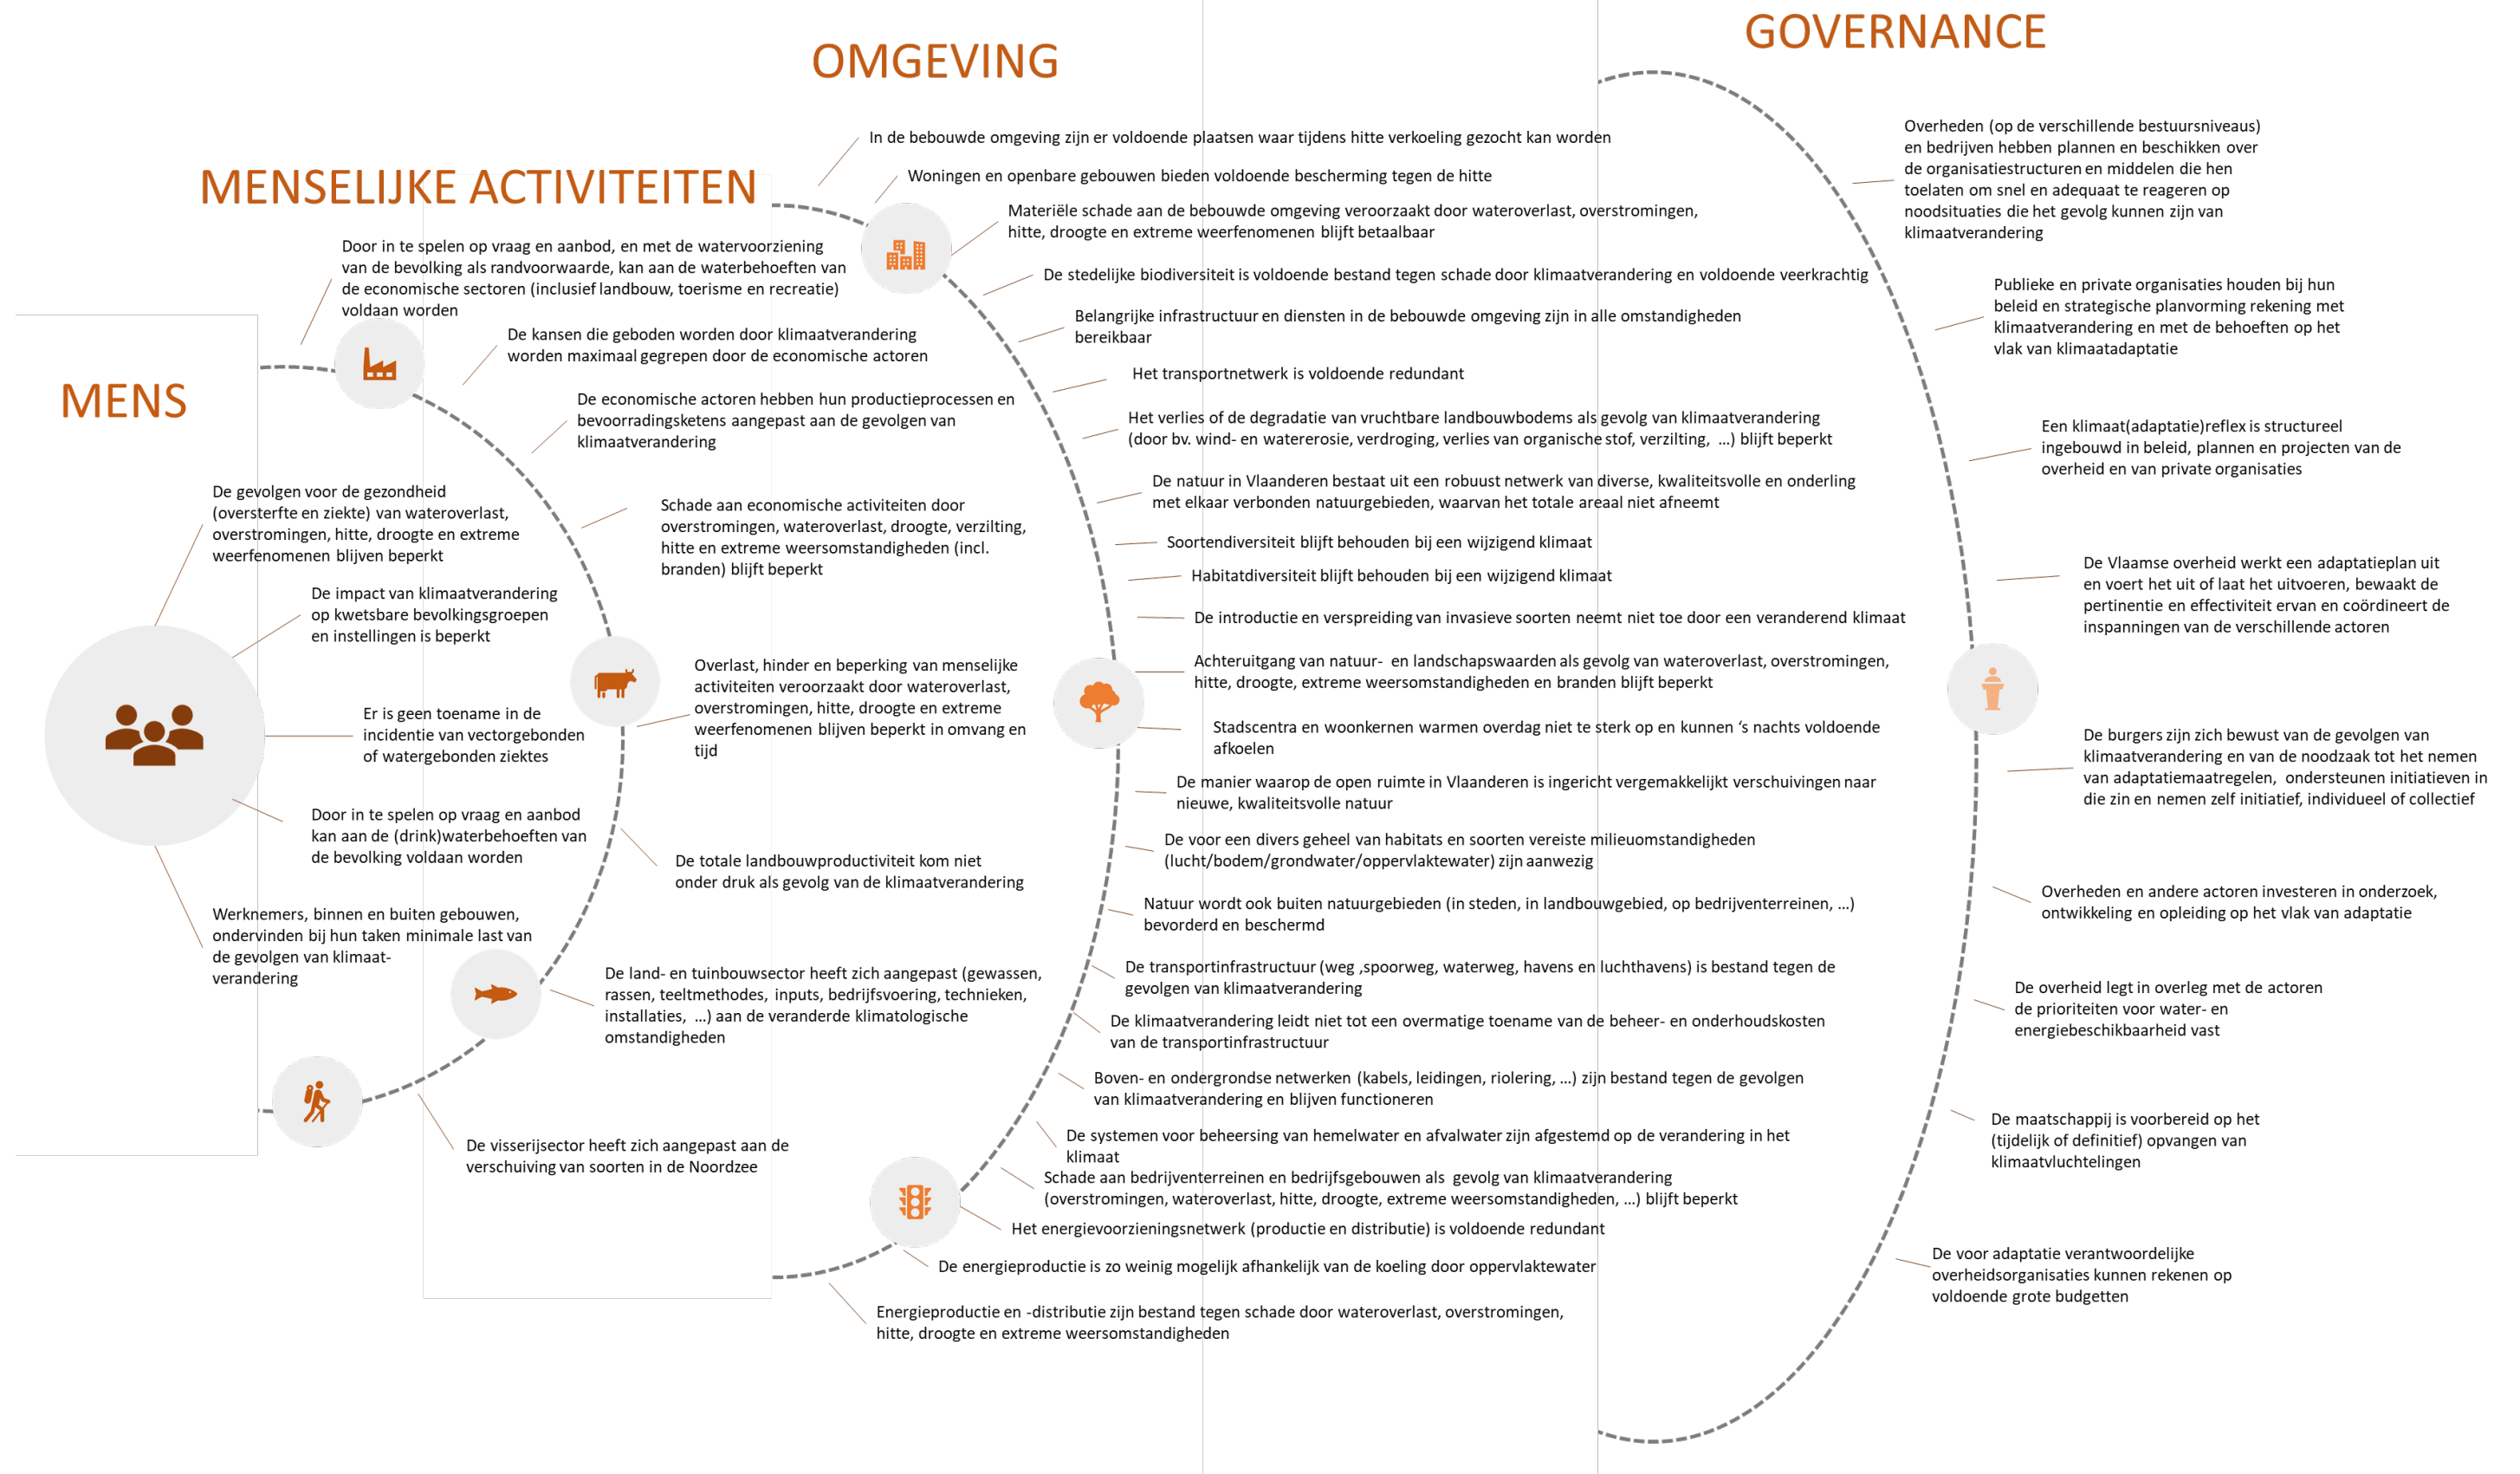 MENS
De gevolgen voor de gezondheid
(oversterfte en ziekte) van wateroverlast,
overstromingen, hitte, droogte en extreme
weerfenomenen blijven beperkt
De impact van klimaatverandering
op kwetsbare bevolkingsgroepen
en instellingen is beperkt
Er is geen toename in de
incidentie van vectorgebonden
of watergebonden ziektes
Door in te spelen op vraag en aanbod
kan aan de (drink)waterbehoeften van
de bevolking voldaan worden
Werknemers, binnen en buiten gebouwen,
ondervinden bij hun taken minimale last van
de gevolgen van klimaat-
verandering
MENSELIJKE ACTIVITEITEN
Door in te spelen op vraag en aanbod, en met de watervoorziening
van de bevolking als randvoorwaarde, kan aan de waterbehoeften van
de economische sectoren (inclusief landbouw, toerisme en recreatie)
voldaan worden
De kansen die geboden worden door klimaatverandering
worden maximaal gegrepen door de economische actoren
De economische actoren hebben hun productieprocessen en
bevoorradingsketens aangepast aan de gevolgen van
klimaatverandering
Schade aan economische activiteiten door
overstromingen, wateroverlast, droogte, verzilting,
hitte en extreme weersomstandigheden (incl.
branden) blijft beperkt
Overlast, hinder en beperking van menselijke
activiteiten veroorzaakt door wateroverlast,
overstromingen, hitte, droogte en extreme
weerfenomenen blijven beperkt in omvang en
tijd
De totale landbouwproductiviteit kom niet
onder druk als gevolg van de klimaatverandering
De land- en tuinbouwsector heeft zich aangepast (gewassen,
rassen, teeltmethodes, inputs, bedrijfsvoering, technieken,
installaties, …) aan de veranderde klimatologische
omstandigheden
De visserijsector heeft zich aangepast aan de
verschuiving van soorten in de Noordzee
OMGEVING
In de bebouwde omgeving zijn er voldoende plaatsen waar tijdens hitte verkoeling gezocht kan worden
Woningen en openbare gebouwen bieden voldoende bescherming tegen de hitte
Materiële schade aan de bebouwde omgeving veroorzaakt door wateroverlast, overstromingen,
hitte, droogte en extreme weerfenomenen blijft betaalbaar
De stedelijke biodiversiteit is voldoende bestand tegen schade door klimaatverandering en voldoende veerkrachtig
Belangrijke infrastructuur en diensten in de bebouwde omgeving zijn in alle omstandigheden
bereikbaar
Het transportnetwerk is voldoende redundant
Het verlies of de degradatie van vruchtbare landbouwbodems als gevolg van klimaatverandering
(door bv. wind- en watererosie, verdroging, verlies van organische stof, verzilting, …) blijft beperkt
De natuur in Vlaanderen bestaat uit een robuust netwerk van diverse, kwaliteitsvolle en onderling
met elkaar verbonden natuurgebieden, waarvan het totale areaal niet afneemt
Soortendiversiteit blijft behouden bij een wijzigend klimaat
Habitatdiversiteit blijft behouden bij een wijzigend klimaat
De introductie en verspreiding van invasieve soorten neemt niet toe door een veranderend klimaat
Achteruitgang van natuur- en landschapswaarden als gevolg van wateroverlast, overstromingen,
hitte, droogte, extreme weersomstandigheden en branden blijft beperkt
Stadscentra en woonkernen warmen overdag niet te sterk op en kunnen ‘s nachts voldoende
afkoelen
De manier waarop de open ruimte in Vlaanderen is ingericht vergemakkelijkt verschuivingen naar
nieuwe, kwaliteitsvolle natuur
De voor een divers geheel van habitats en soorten vereiste milieuomstandigheden
(lucht/bodem/grondwater/oppervlaktewater) zijn aanwezig
Natuur wordt ook buiten natuurgebieden (in steden, in landbouwgebied, op bedrijventerreinen, …)
bevorderd en beschermd
De transportinfrastructuur (weg ,spoorweg, waterweg, havens en luchthavens) is bestand tegen de
gevolgen van klimaatverandering
De klimaatverandering leidt niet tot een overmatige toename van de beheer- en onderhoudskosten
van de transportinfrastructuur
Boven- en ondergrondse netwerken (kabels, leidingen, riolering, …) zijn bestand tegen de gevolgen
van klimaatverandering en blijven functioneren
De systemen voor beheersing van hemelwater en afvalwater zijn afgestemd op de verandering in het
klimaat
Schade aan bedrijventerreinen en bedrijfsgebouwen als gevolg van klimaatverandering
(overstromingen, wateroverlast, hitte, droogte, extreme weersomstandigheden, …) blijft beperkt
Het energievoorzieningsnetwerk (productie en distributie) is voldoende redundant
De energieproductie is zo weinig mogelijk afhankelijk van de koeling door oppervlaktewater
Energieproductie en -distributie zijn bestand tegen schade door wateroverlast, overstromingen,
hitte, droogte en extreme weersomstandigheden
GOVERNANCE
Overheden (op de verschillende bestuursniveaus)
en bedrijven hebben plannen en beschikken over
de organisatiestructuren en middelen die hen
toelaten om snel en adequaat te reageren op
noodsituaties die het gevolg kunnen zijn van
klimaatverandering
Publieke en private organisaties houden bij hun
beleid en strategische planvorming rekening met
klimaatverandering en met de behoeften op het
vlak van klimaatadaptatie
Een klimaat(adaptatie)reflex is structureel
ingebouwd in beleid, plannen en projecten van de
overheid en van private organisaties
De Vlaamse overheid werkt een adaptatieplan uit
en voert het uit of laat het uitvoeren, bewaakt de
pertinentie en effectiviteit ervan en coördineert de
inspanningen van de verschillende actoren
De burgers zijn zich bewust van de gevolgen van
klimaatverandering en van de noodzaak tot het nemen
van adaptatiemaatregelen, ondersteunen initiatieven in
die zin en nemen zelf initiatief, individueel of collectief
Overheden en andere actoren investeren in onderzoek,
ontwikkeling en opleiding op het vlak van adaptatie
De overheid legt in overleg met de actoren
de prioriteiten voor water- en
energiebeschikbaarheid vast
De maatschappij is voorbereid op het
(tijdelijk of definitief) opvangen van
klimaatvluchtelingen
De voor adaptatie verantwoordelijke
overheidsorganisaties kunnen rekenen op
voldoende grote budgetten